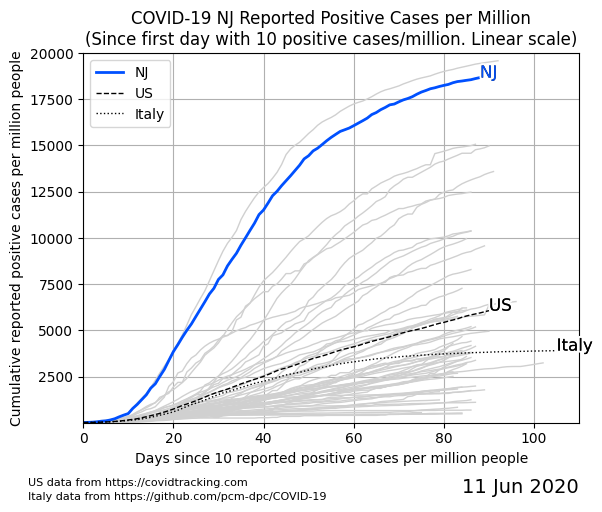 COVID-19 NJ Reported Positive Cases per Million
(Since first day with 10 positive cases/million. Linear scale)
Cumulative reported positive cases per million people
20000
17500
15000
12500
10000
7500
5000
2500
NJ
US
Italy
NJ
US
Italy
0 20 40 60 80 100
Days since 10 reported positive cases per million people
US data from https://covidtracking.com
Italy data from https://github.com/pcm-dpc/COVID-19
11 Jun 2020